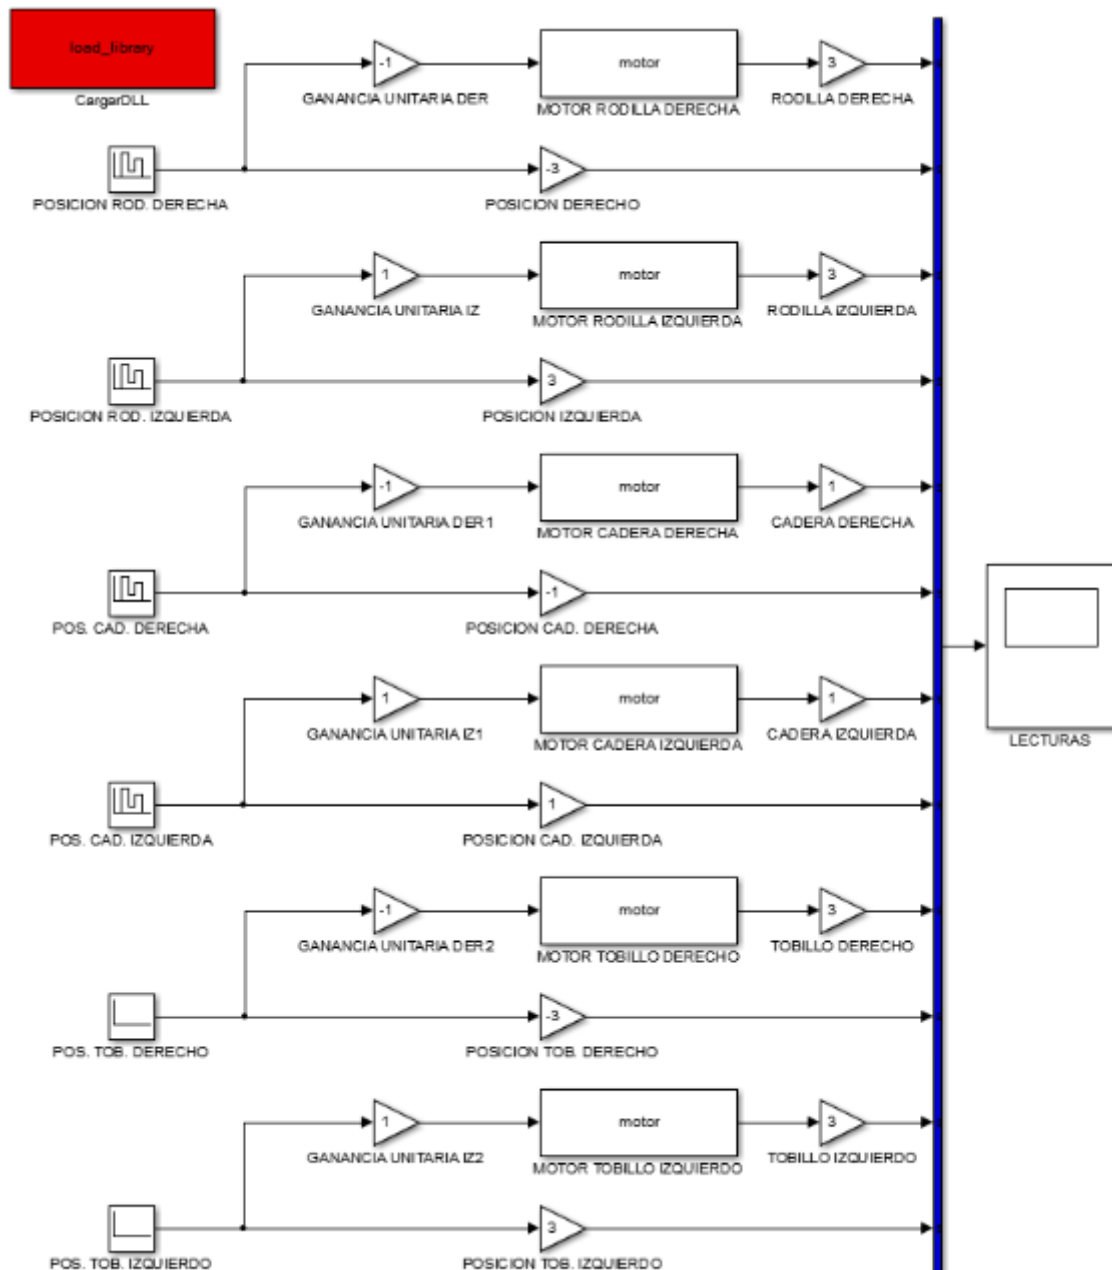 load_library
CargarDLL
-1
GANANCIA UNITARIA DER
motor
MOTOR RODILLA DERECHA
3
RODILLA DERECHA
POSICION ROD. DERECHA
-3
POSICION DERECHO
1
GANANCIA UNITARIA IZ
motor
MOTOR RODILLA IZQUIERDA
3
RODILLA IZQUIERDA
POSICION ROD. IZQUIERDA
3
POSICION IZQUIERDA
-1
GANANCIA UNITARIA DER1
motor
MOTOR CADERA DERECHA
1
CADERA DERECHA
POS. CAD. DERECHA
-1
POSICION CAD. DERECHA
1
GANANCIA UNITARIA IZ1
motor
MOTOR CADERA IZQUIERDA
1
CADERA IZQUIERDA
LECTURAS
POS. CAD. IZQUIERDA
1
POSICION CAD. IZQUIERDA
-1
GANANCIA UNITARIA DER2
motor
MOTOR TOBILLO DERECHO
3
TOBILLO DERECHO
POS. TOB. DERECHO
-3
POSICION TOB. DERECHO
1
GANANCIA UNITARIA IZ2
motor
MOTOR TOBILLO IZQUIERDO
3
TOBILLO IZQUIERDO
POS. TOB. IZQUIERDO
3
POSICION TOB. IZQUIERDO